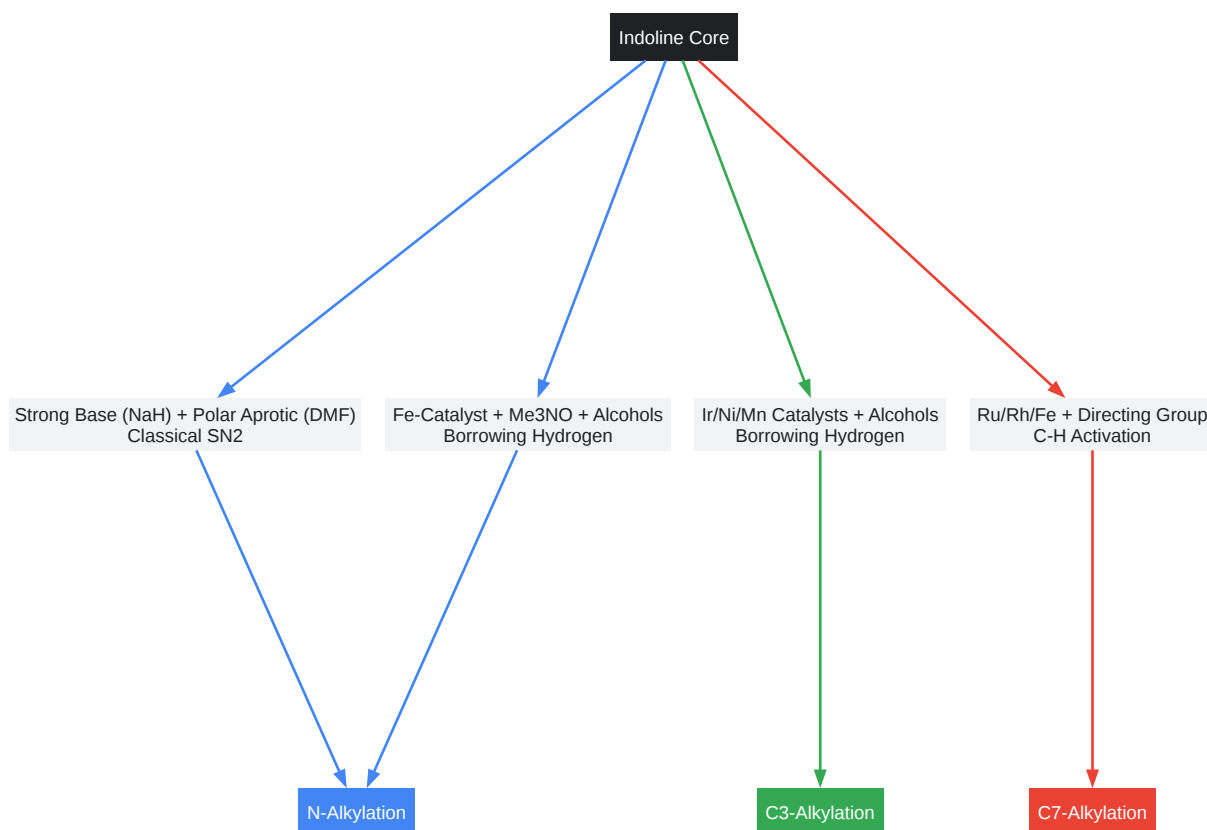 Indoline Core
Strong Base (NaH) + Polar Aprotic (DMF)
Classical SN2
Fe-Catalyst + Me3NO + Alcohols
Borrowing Hydrogen
Ir/Ni/Mn Catalysts + Alcohols
Borrowing Hydrogen
Ru/Rh/Fe + Directing Group
C-H Activation
N-Alkylation
C3-Alkylation
C7-Alkylation